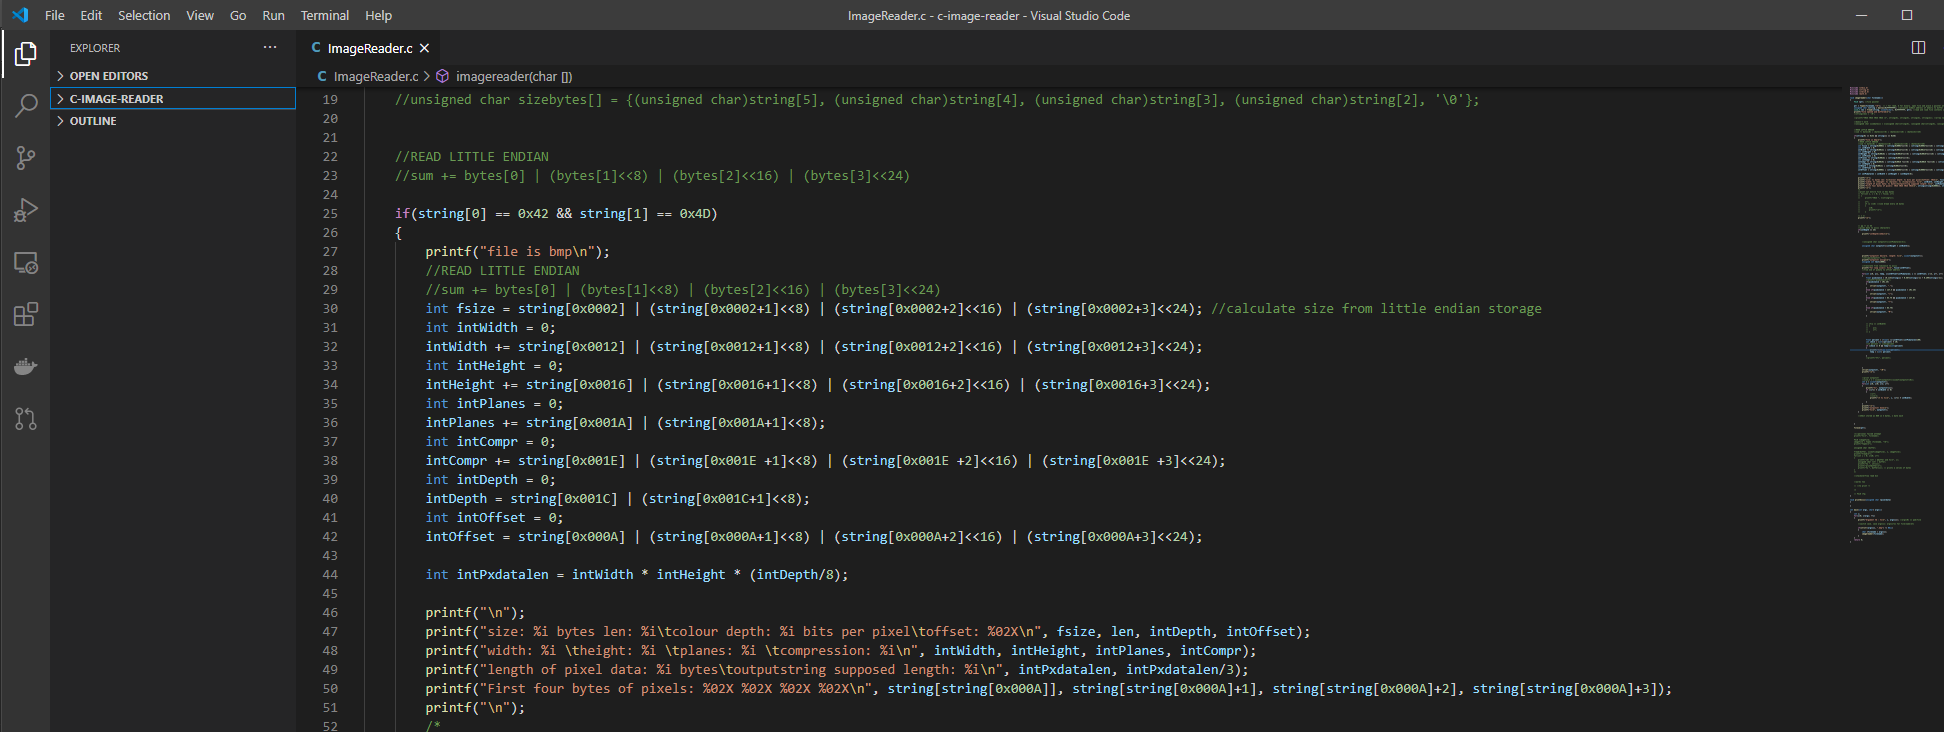 File Edit Selection View Go Run Terminal Help
ImageReader.c - c-image-reader - Visual Studio Code
EXPLORER
OPEN EDITORS
C-IMAGE-READER
OUTLINE
C ImageReader.c
C ImageReader.c > imagereader(char [])
19 //unsigned char sizebytes[] = {(unsigned char)string[5], (unsigned char)string[4], (unsigned char)string[3], (unsigned char)string[2], '\0'};
20
21
22 //READ LITTLE ENDIAN
23 //sum += bytes[0] | (bytes[1]<<8) | (bytes[2]<<16) | (bytes[3]<<24)
24
25 if(string[0] == 0x42 && string[1] == 0x4D)
26 {
27 printf("file is bmp\n");
28 //READ LITTLE ENDIAN
29 //sum += bytes[0] | (bytes[1]<<8) | (bytes[2]<<16) | (bytes[3]<<24)
30 int fsize = string[0x0002] | (string[0x0002+1]<<8) | (string[0x0002+2]<<16) | (string[0x0002+3]<<24); //calculate size from little endian storage
31 int intWidth = 0;
32 intWidth += string[0x0012] | (string[0x0012+1]<<8) | (string[0x0012+2]<<16) | (string[0x0012+3]<<24);
33 int intHeight = 0;
34 intHeight += string[0x0016] | (string[0x0016+1]<<8) | (string[0x0016+2]<<16) | (string[0x0016+3]<<24);
35 int intPlanes = 0;
36 intPlanes += string[0x001A] | (string[0x001A+1]<<8);
37 int intCompr = 0;
38 intCompr += string[0x001E] | (string[0x001E +1]<<8) | (string[0x001E +2]<<16) | (string[0x001E +3]<<24);
39 int intDepth = 0;
40 intDepth = string[0x001C] | (string[0x001C+1]<<8);
41 int intOffset = 0;
42 intOffset = string[0x000A] | (string[0x000A+1]<<8) | (string[0x000A+2]<<16) | (string[0x000A+3]<<24);
43
44 int intPxdatalen = intWidth * intHeight * (intDepth/8);
45
46 printf("\n");
47 printf("size: %i bytes len: %i\tcolour depth: %i bits per pixel\toffset: %02X\n", fsize, len, intDepth, intOffset);
48 printf("width: %i \theight: %i \tplanes: %i \tcompression: %i\n", intWidth, intHeight, intPlanes, intCompr);
49 printf("length of pixel data: %i bytes\toutputstring supposed length: %i\n", intPxdatalen, intPxdatalen/3);
50 printf("First four bytes of pixels: %02X %02X %02X %02X\n", string[string[0x000A]], string[string[0x000A]+1], string[string[0x000A]+2], string[string[0x000A]+3]);
51 printf("\n");
52 /*